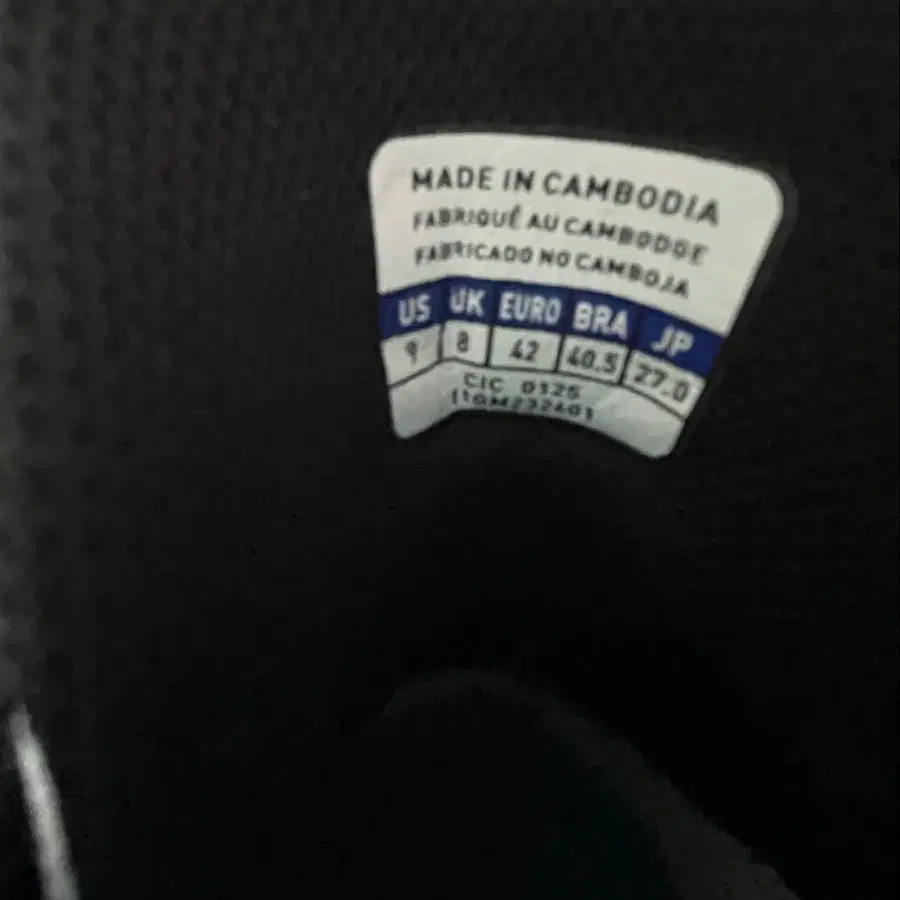 MADE IN CAMBODIA
FABRIQUÉ AU CAMBODGE
FABRICADO NO CAMBOJA
US UK EURO BRA JP
9 8 42 40.5 27.0
CIC 0125